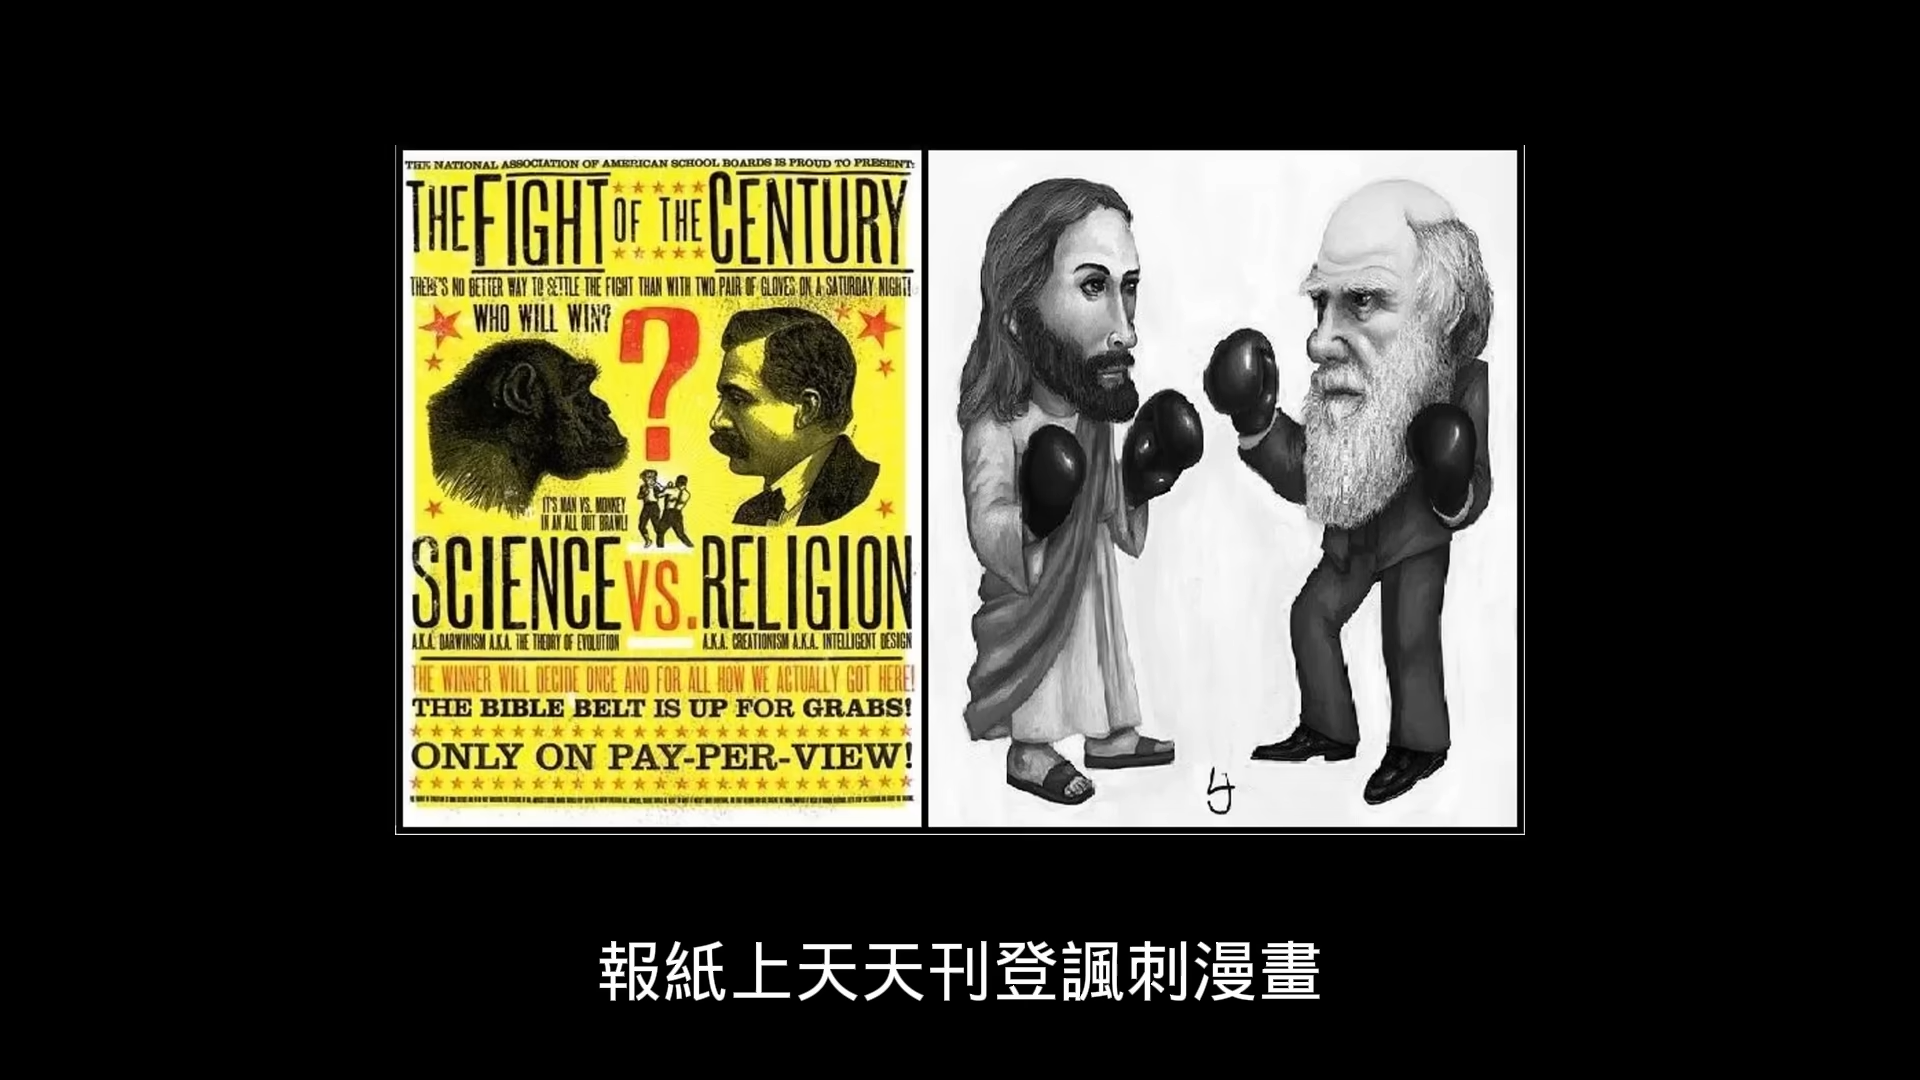 THE NATIONAL ASSOCIATION OF AMERICAN SCHOOL BOARDS IS PROUD TO PRESENT:
THE FIGHT OF THE CENTURY
THERE'S NO BETTER WAY TO SETTLE THE FIGHT THAN WITH TWO PAIR OF GLOVES ON A SATURDAY NIGHT!
WHO WILL WIN?
?
IT'S MAN VS. MONKEY
IN AN ALL OUT BRAWL!
SCIENCE VS. RELIGION
A.K.A. DARWINISM A.K.A. THE THEORY OF EVOLUTION
A.K.A. CREATIONISM A.K.A. INTELLIGENT DESIGN
THE WINNER WILL DECIDE ONCE AND FOR ALL HOW WE ACTUALLY GOT HERE!
THE BIBLE BELT IS UP FOR GRABS!
ONLY ON PAY-PER-VIEW!
LJ
報紙上天天刊登諷刺漫畫